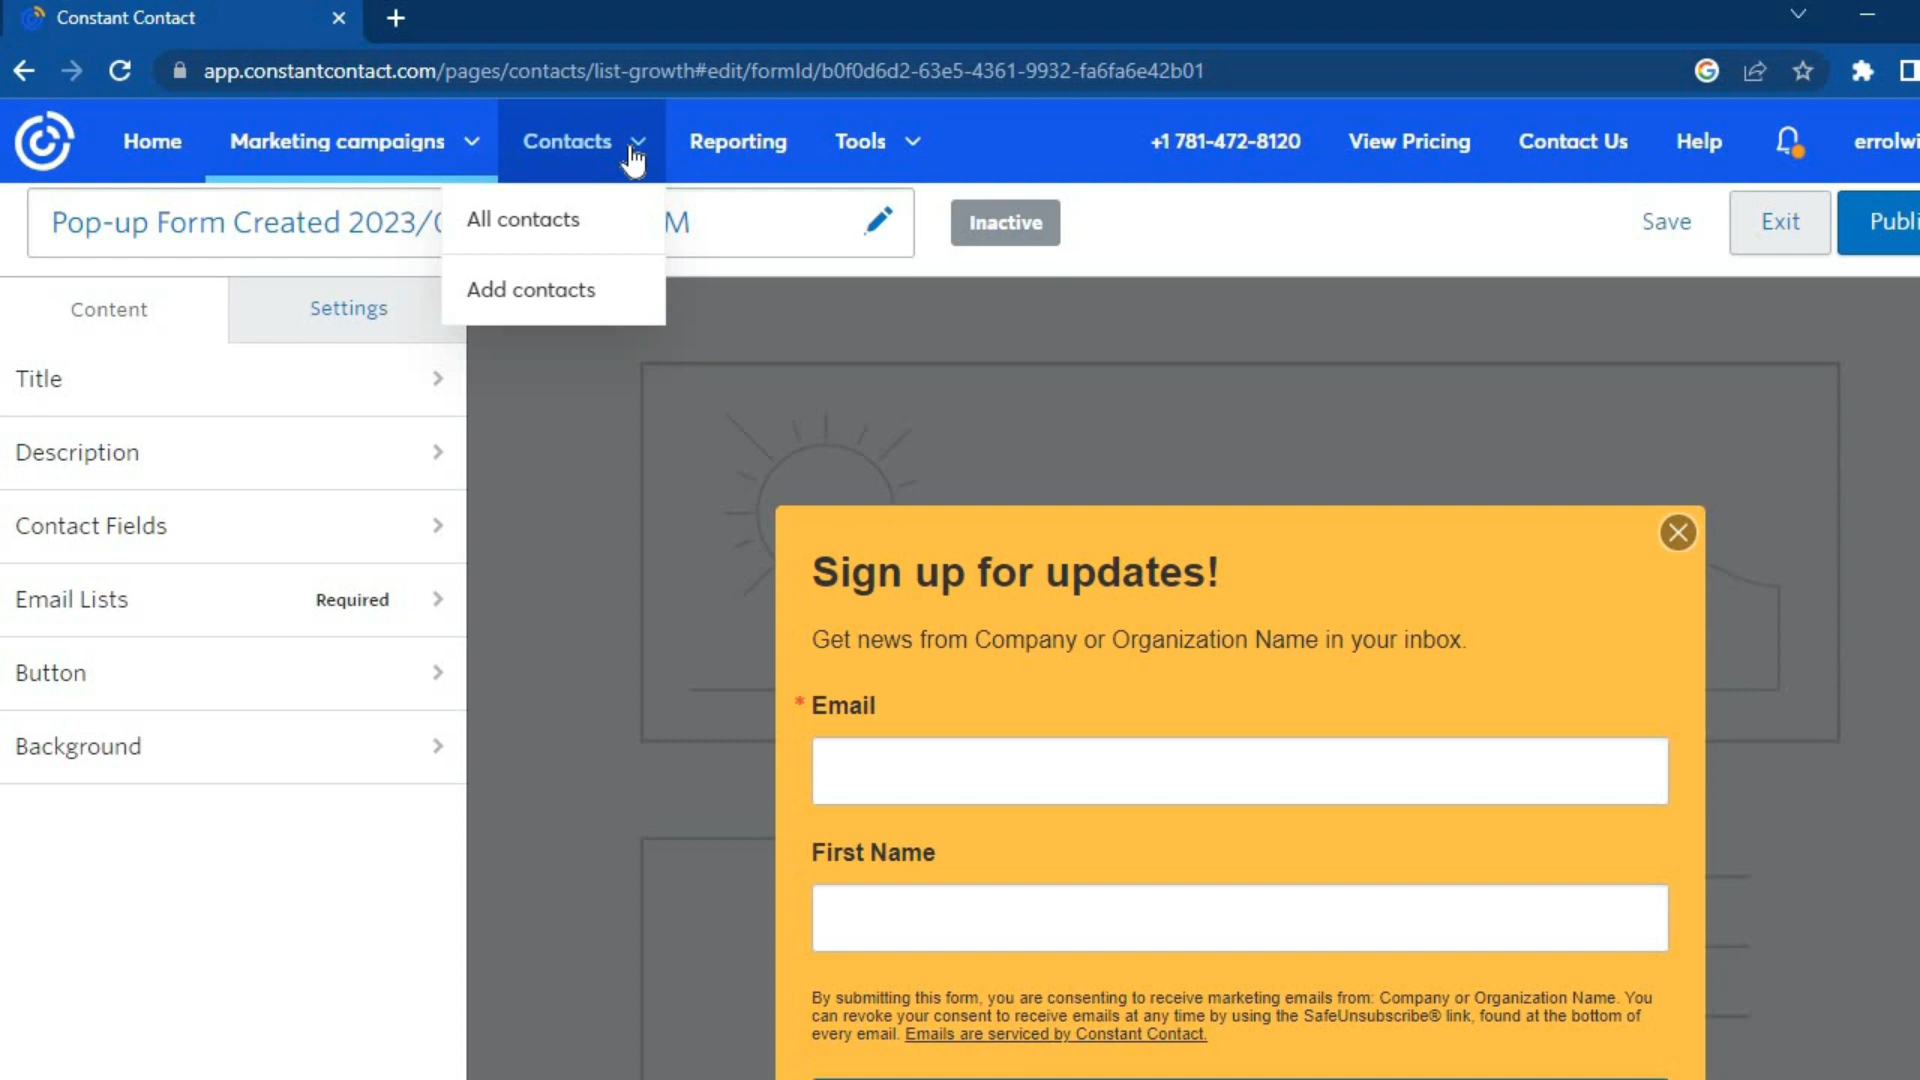 Constant Contact
app.constantcontact.com/pages/contacts/list-growth#edit/formId/b0f0d6d2-63e5-4361-9932-fa6fa6e42b01
Home Marketing campaigns Contacts Reporting Tools +1 781-472-8120 View Pricing Contact Us Help
Pop-up Form Created 2023/ M Inactive Save Exit
All contacts
Add contacts
Content Settings
Title
Description
Contact Fields
Email Lists Required
Button
Background
Sign up for updates!
Get news from Company or Organization Name in your inbox.
* Email
First Name
By submitting this form, you are consenting to receive marketing emails from: Company or Organization Name. You
can revoke your consent to receive emails at any time by using the SafeUnsubscribe® link, found at the bottom of
every email. Emails are serviced by Constant Contact.